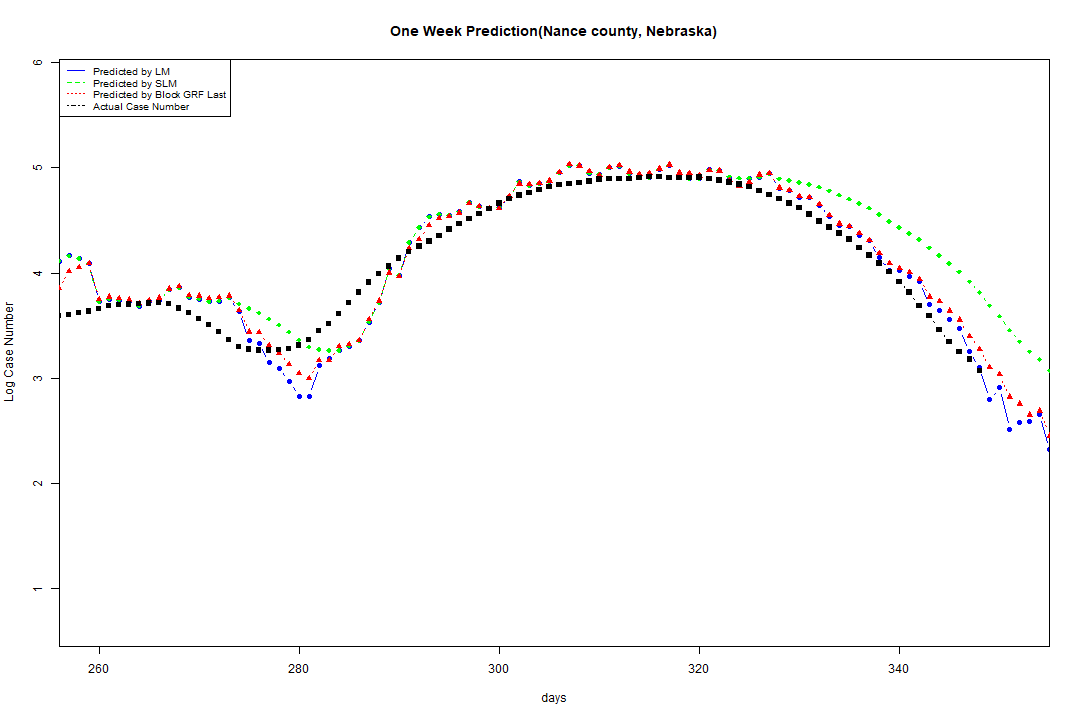 One Week Prediction(Nance county, Nebraska)
Predicted by LM
Predicted by SLM
Predicted by Block GRF Last
Actual Case Number
6
5
4
3
2
1
Log Case Number
260 280 300 320 340
days